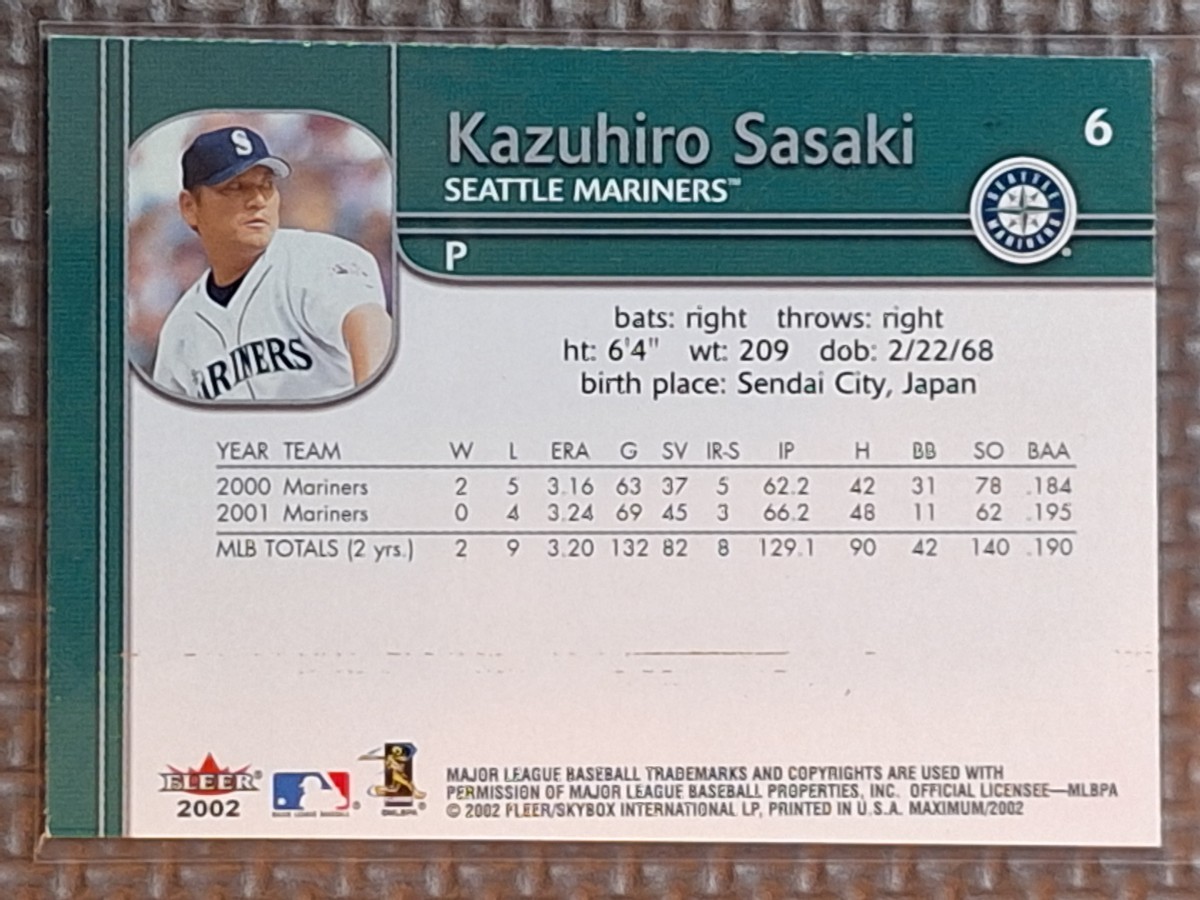 Kazuhiro Sasaki
6
SEATTLE MARINERS™
SEATTLE MARINERS
P
S
MARINERS
bats: right throws: right
ht: 6'4" wt: 209 dob: 2/22/68
birth place: Sendai City, Japan
YEAR TEAM W L ERA G SV IR-S IP H BB SO BAA
2000 Mariners 2 5 3.16 63 37 5 62.2 42 31 78 .184
2001 Mariners 0 4 3.24 69 45 3 66.2 48 11 62 .195
MLB TOTALS (2 yrs.) 2 9 3.20 132 82 8 129.1 90 42 140 .190
FLEER®
2002
MAJOR LEAGUE BASEBALL TRADEMARKS AND COPYRIGHTS ARE USED WITH
PERMISSION OF MAJOR LEAGUE BASEBALL PROPERTIES, INC. OFFICIAL LICENSEE—MLBPA
© 2002 FLEER/SKYBOX INTERNATIONAL LP, PRINTED IN U.S.A. MAXIMUM/2002